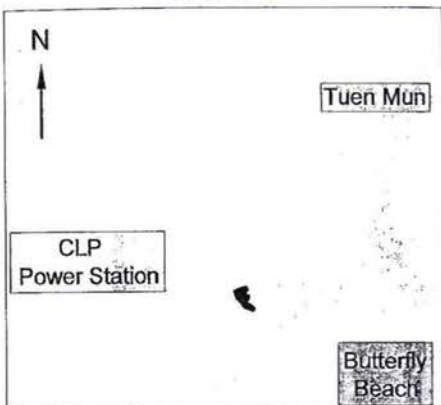 N
Tuen Mun
CLP
Power Station
Butterfly
Beach